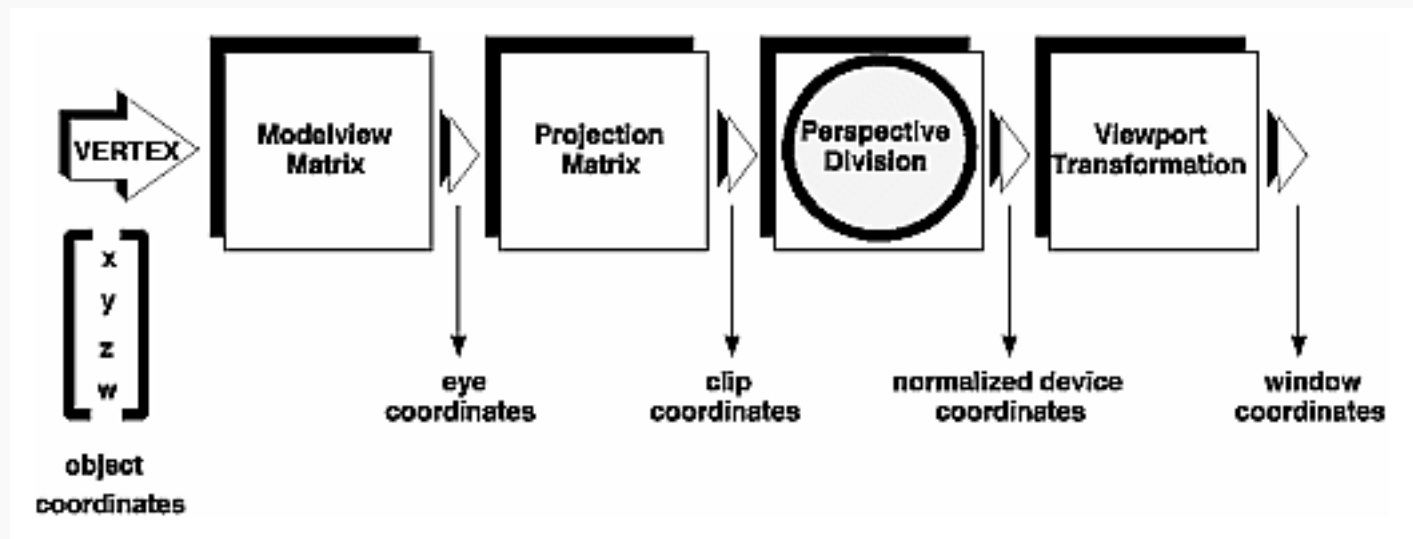 VERTEX
Modelview
Matrix
Projection
Matrix
Perspective
Division
Viewport
Transformation
x
y
z
w
object
coordinates
eye
coordinates
clip
coordinates
normalized device
coordinates
window
coordinates